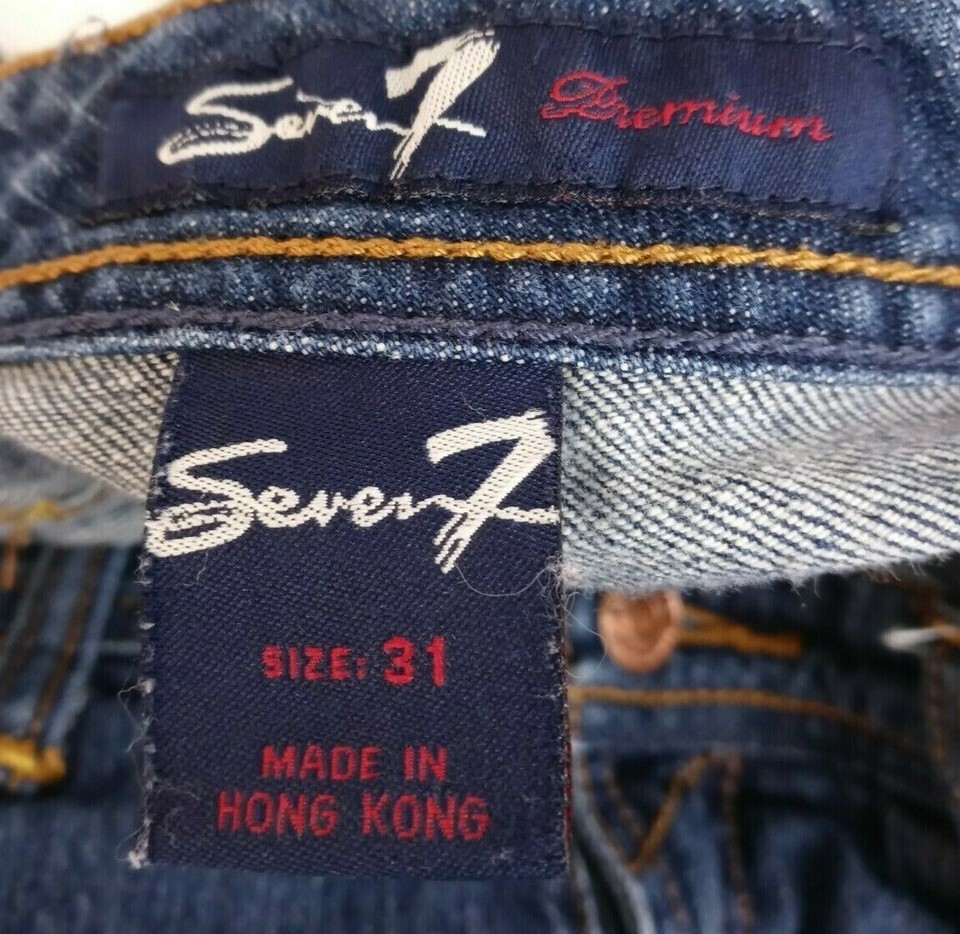 Seven7 Premium
Seven7
SIZE: 31
MADE IN
HONG KONG